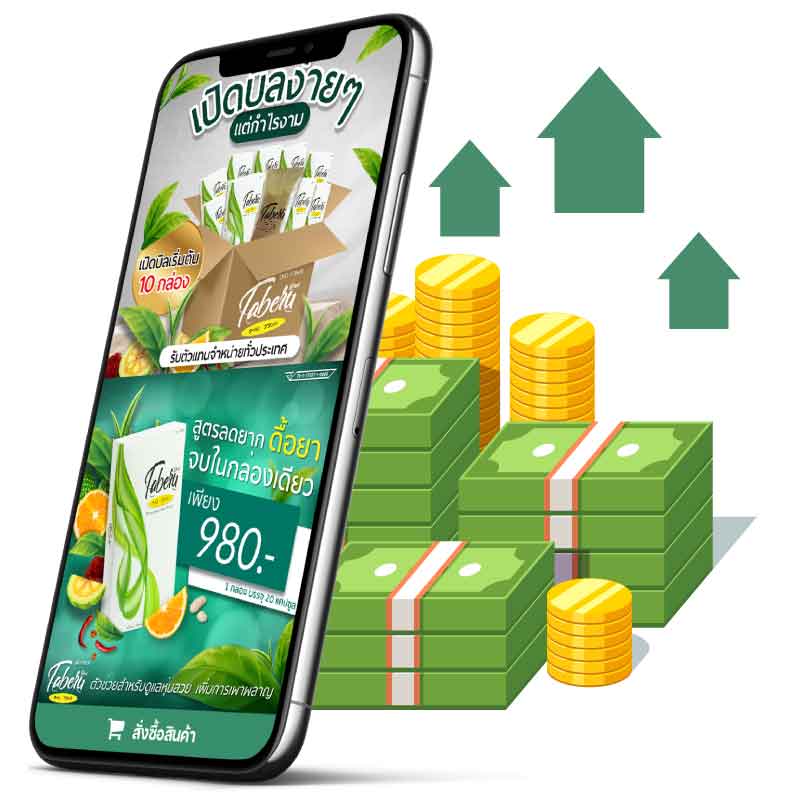 เปิดบิลง่ายๆ
แต่กำไรงาม
เปิดบิลเริ่มต้น
10 กล่อง
Faberu
รับตัวแทนจำหน่ายทั่วประเทศ
สูตรลดยาก ดื้อยา
จบในกล่องเดียว
เพียง
980.-
1 กล่อง บรรจุ 20 แคปซูล
Faberu
Faberu ตัวช่วยสำหรับดูแลหุ่นสวย เพิ่มการเผาผลาญ
สั่งซื้อสินค้า